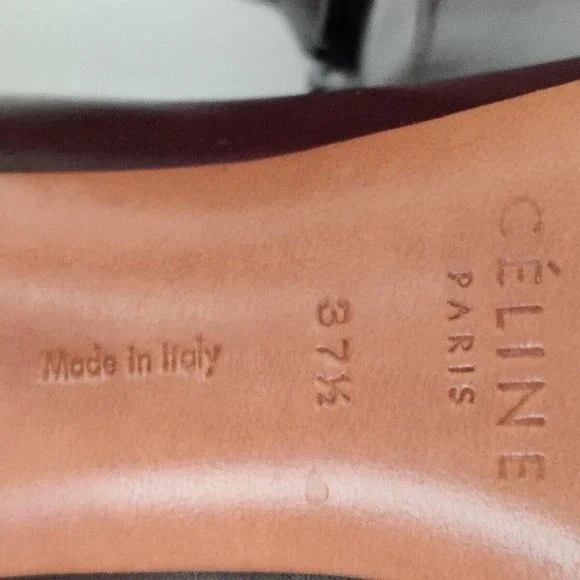 CÉLINE
PARIS
37½
Made in Italy